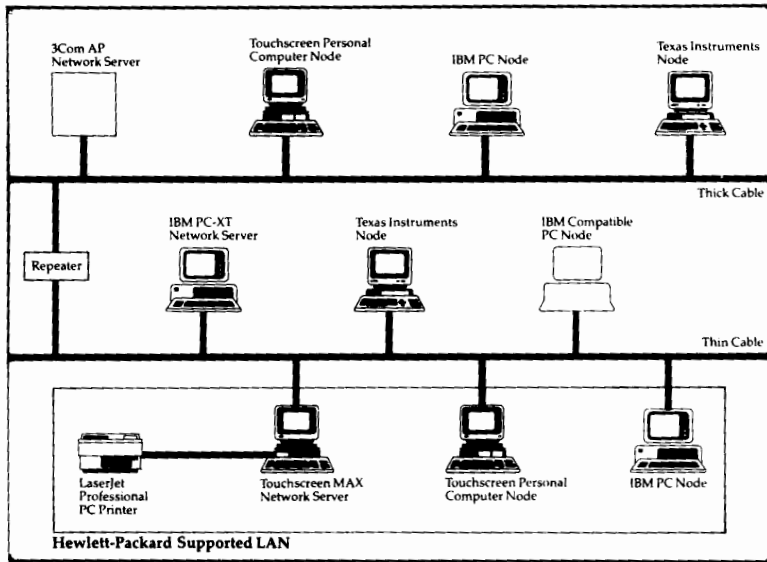 3Com AP
Network Server
Touchscreen Personal
Computer Node
IBM PC Node
Texas Instruments
Node
Thick Cable
Repeater
IBM PC-XT
Network Server
Texas Instruments
Node
IBM Compatible
PC Node
Thin Cable
LaserJet
Professional
PC Printer
Touchscreen MAX
Network Server
Touchscreen Personal
Computer Node
IBM PC Node
Hewlett-Packard Supported LAN